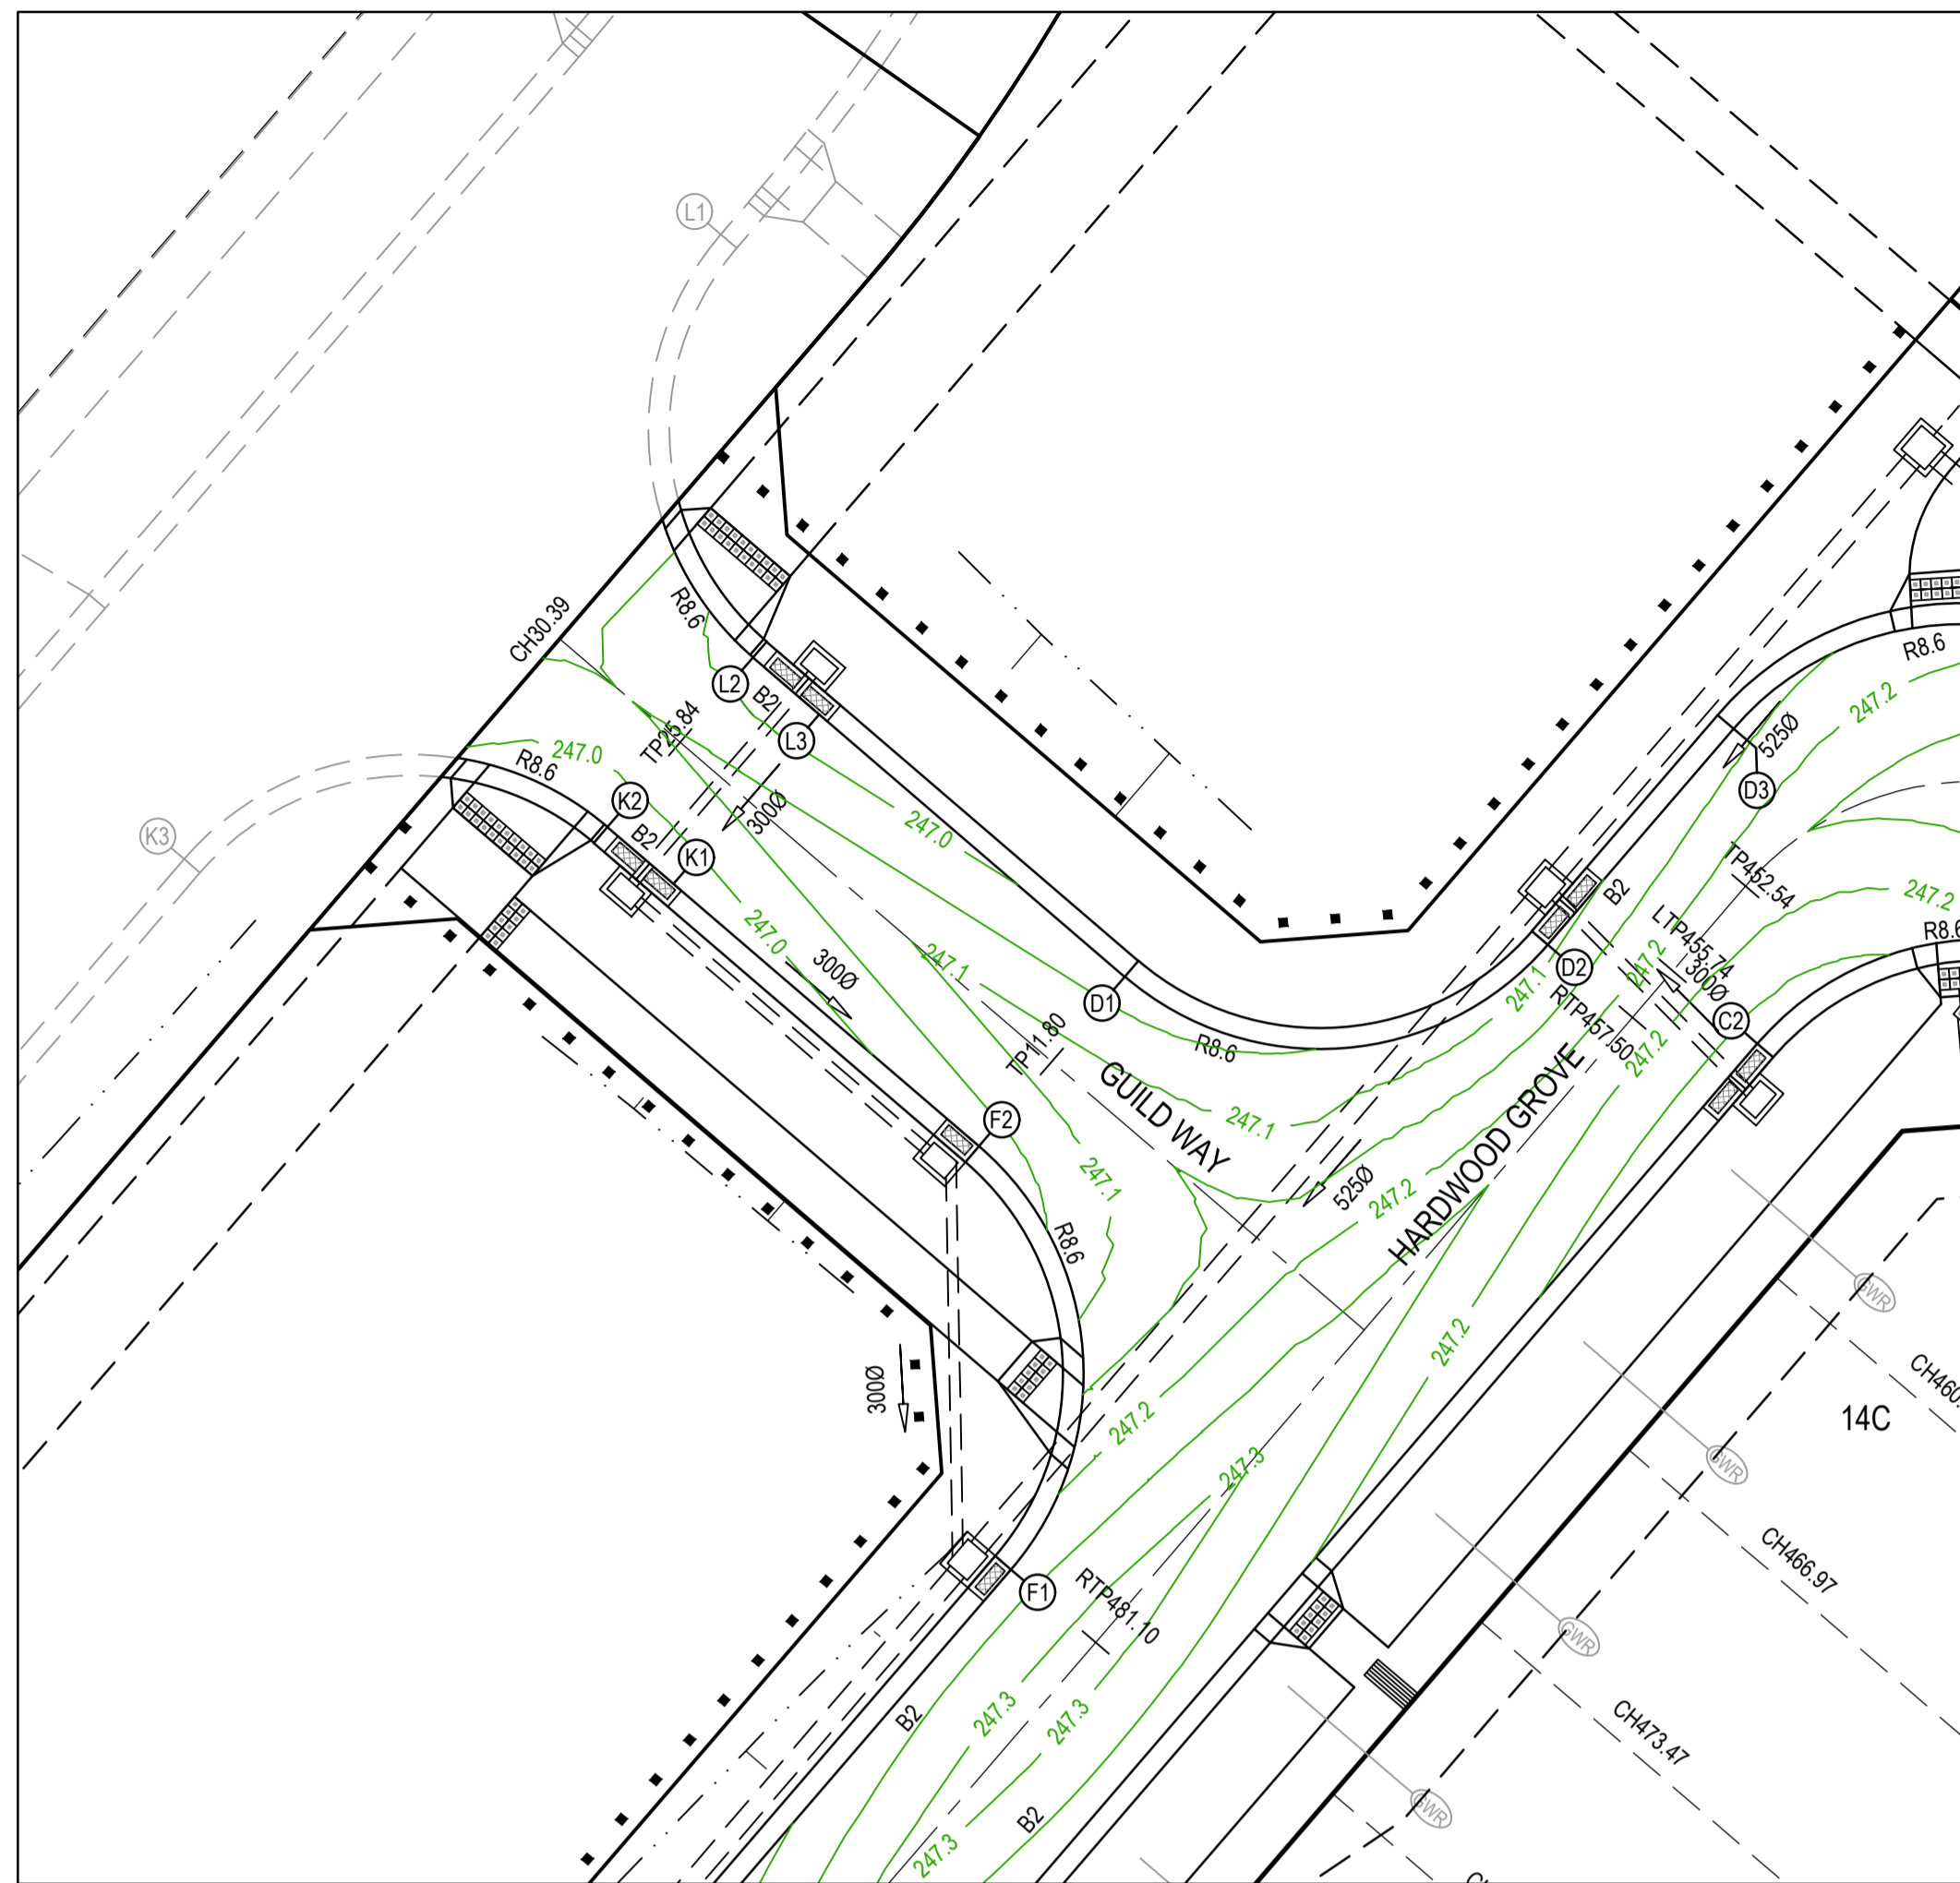 L1
R8.6
CH30.39
L2
B2
L3
TP25.84
247.0
R8.6
K3
K2
B2
K1
300Ø
247.0
247.0
300Ø
247.1
D1
TP11.80
R8.6
GUILD WAY
247.1
F2
247.1
R8.6
525Ø
247.2
HARDWOOD GROVE
R8.6
247.2
525Ø
D3
TP452.54
B2
247.2
R8.6
LTP455.74
D2
247.2
247.1
300Ø
RTP457.50
C2
247.2
GWR
247.2
300Ø
247.2
247.3
CH460.
14C
GWR
CH466.97
F1
RTP481.10
GWR
B2
247.3
247.3
CH473.47
B2
247.3
GWR